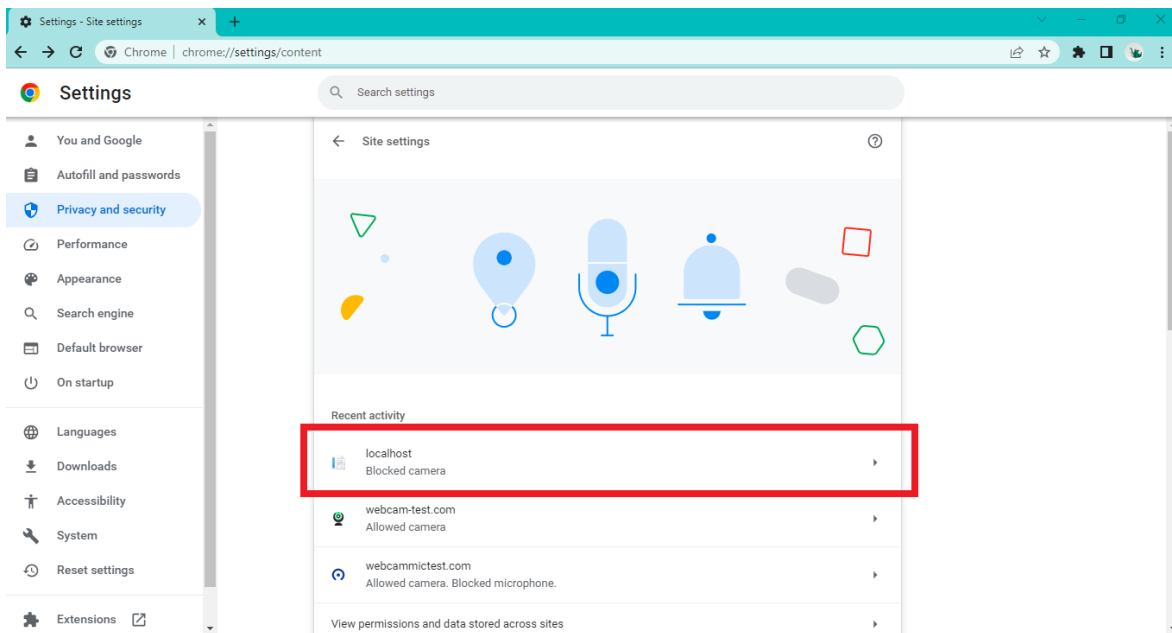 Settings - Site settings
Chrome | chrome://settings/content
Settings
Search settings
You and Google
Autofill and passwords
Privacy and security
Performance
Appearance
Search engine
Default browser
On startup
Languages
Downloads
Accessibility
System
Reset settings
Extensions
Site settings
Recent activity
localhost
Blocked camera
webcam-test.com
Allowed camera
webcammictest.com
Allowed camera. Blocked microphone.
View permissions and data stored across sites